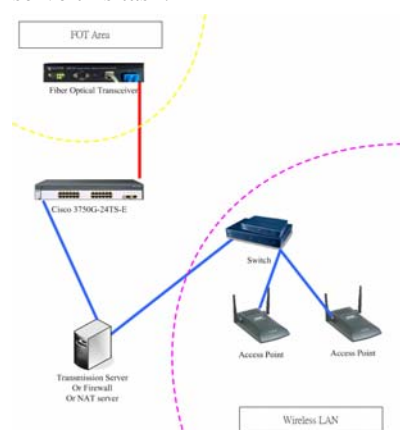 FOT Area
Fiber Optical Transceiver
Cisco 3750G-24TS-E
Switch
Access Point
Access Point
Transmission Server
Or Firewall
Or NAT server
Wireless LAN